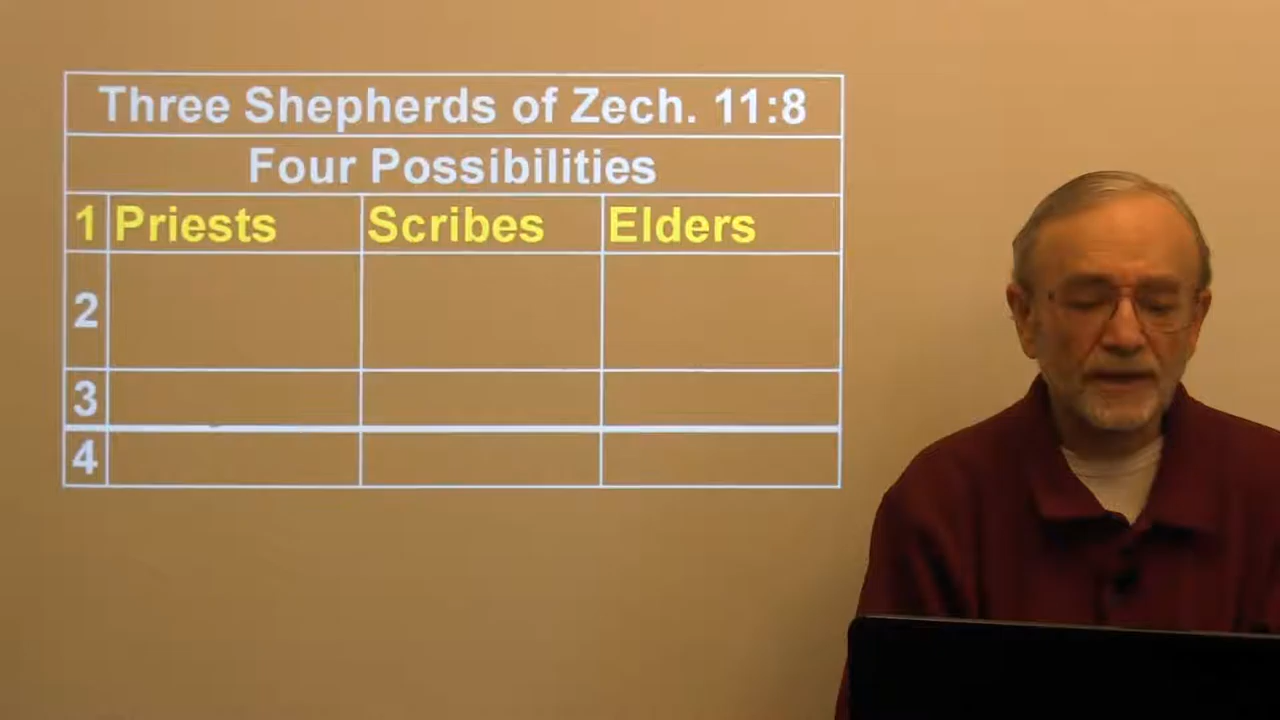 Three Shepherds of Zech. 11:8
Four Possibilities
1 Priests Scribes Elders
2
3
4